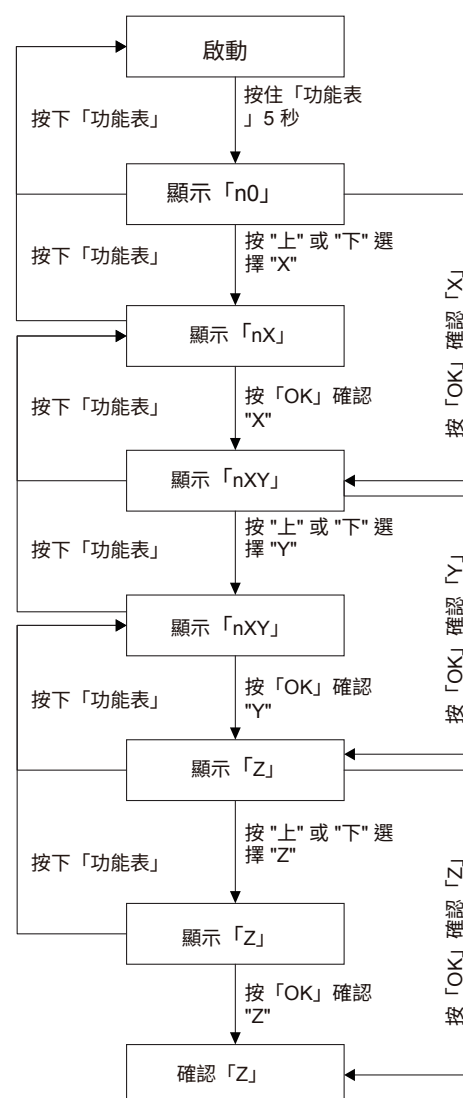 啟動
按住「功能表
」5 秒
按下「功能表」
顯示「n0」
按 "上" 或 "下" 選
擇 "X"
按下「功能表」
按「OK」確認「X」
顯示「nX」
按「OK」確認
"X"
按下「功能表」
顯示「nXY」
按 "上" 或 "下" 選
擇 "Y"
按下「功能表」
按「OK」確認「Y」
顯示「nXY」
按「OK」確認
"Y"
按下「功能表」
顯示「Z」
按 "上" 或 "下" 選
擇 "Z"
按下「功能表」
按「OK」確認「Z」
顯示「Z」
按「OK」確認
"Z"
確認「Z」